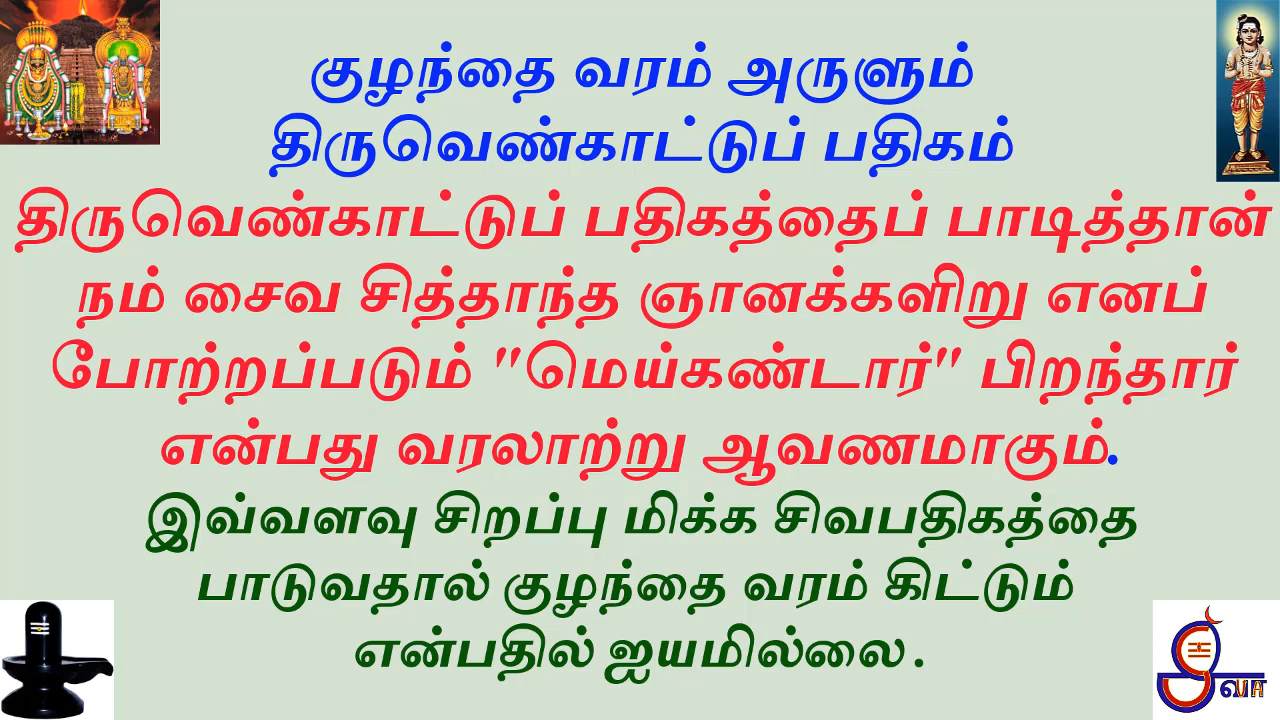 குழந்தை வரம் அருளும்
திருவெண்காட்டுப் பதிகம்
திருவெண்காட்டுப் பதிகத்தைப் பாடித்தான்
நம் சைவ சித்தாந்த ஞானக்களிறு எனப்
போற்றப்படும் "மெய்கண்டார்" பிறந்தார்
என்பது வரலாற்று ஆவணமாகும்.
இவ்வளவு சிறப்பு மிக்க சிவபதிகத்தை
பாடுவதால் குழந்தை வரம் கிட்டும்
என்பதில் ஐயமில்லை .